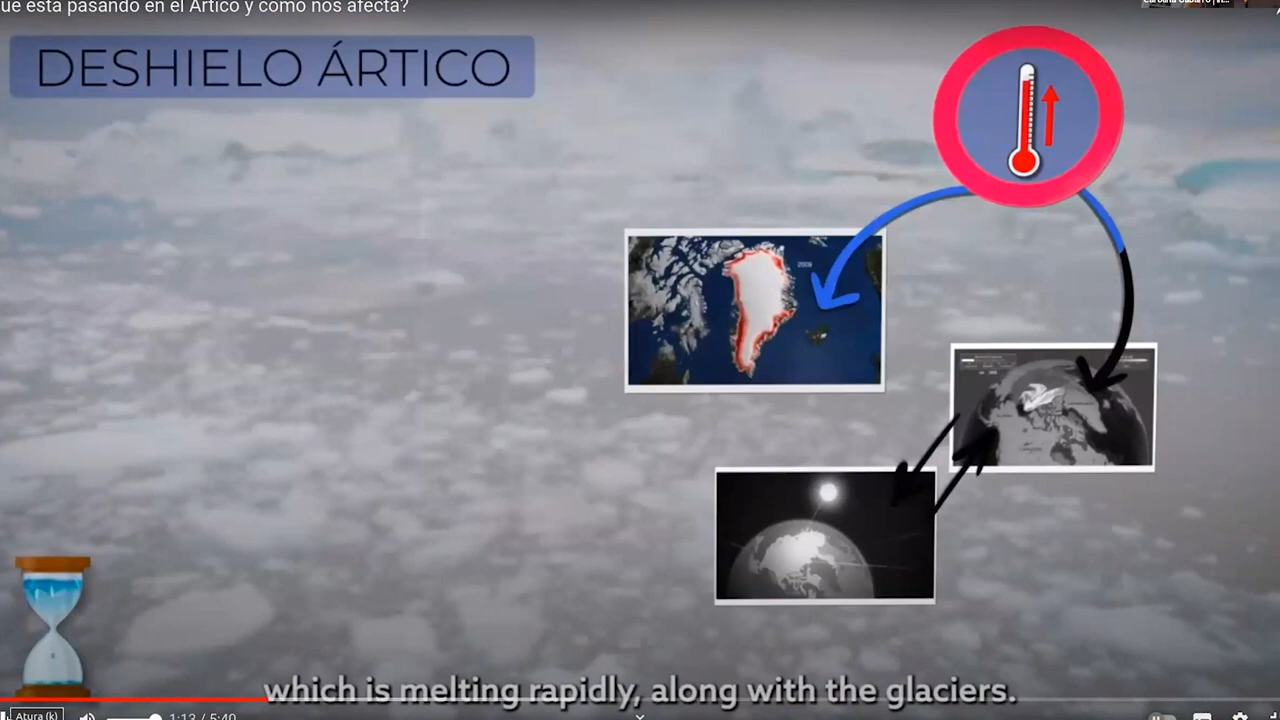 ue está pasando en el Ártico y cómo nos afecta?
DESHIELO ÁRTICO
2009
which is melting rapidly, along with the glaciers.
Atura (k)
1:13 / 5:40